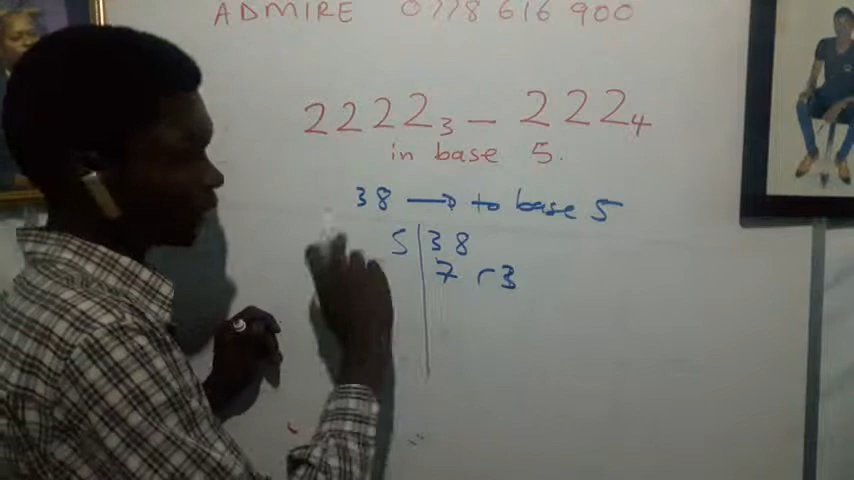 ADMIRE 0778 616 900
2222₃ — 222₄
in base 5.
38 → to base 5
5 | 38
7 r3